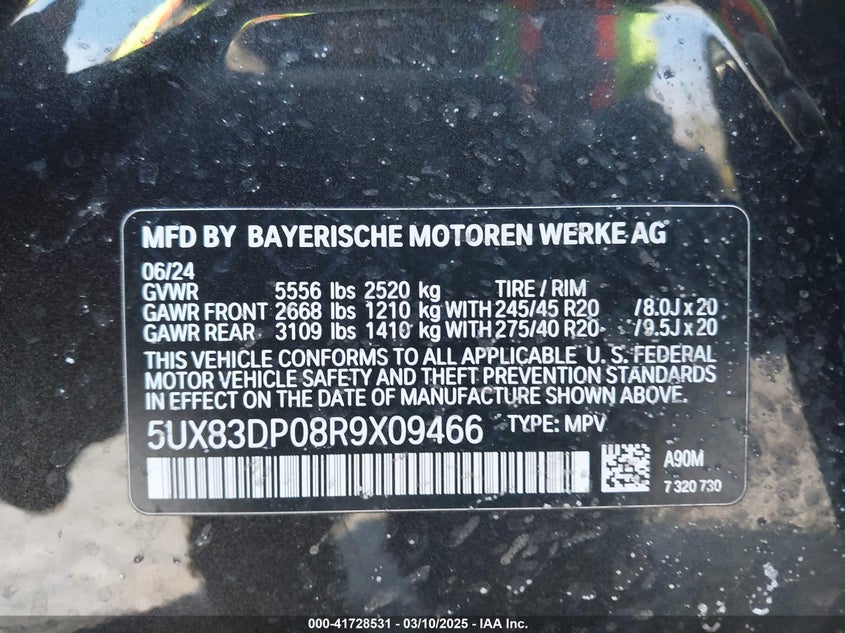 MFD BY BAYERISCHE MOTOREN WERKE AG
06/24
GVWR 5556 lbs 2520 kg TIRE / RIM
GAWR FRONT 2668 lbs 1210 kg WITH 245/45 R20 / 8.0J x 20
GAWR REAR 3109 lbs 1410 kg WITH 275/40 R20 / 9.5J x 20
THIS VEHICLE CONFORMS TO ALL APPLICABLE U. S. FEDERAL
MOTOR VEHICLE SAFETY AND THEFT PREVENTION STANDARDS
IN EFFECT ON THE DATE OF MANUFACTURE SHOWN ABOVE.
5UX83DP08R9X09466 TYPE: MPV
A90M
7 320 730
000-41728531 - 03/10/2025 - IAA Inc.